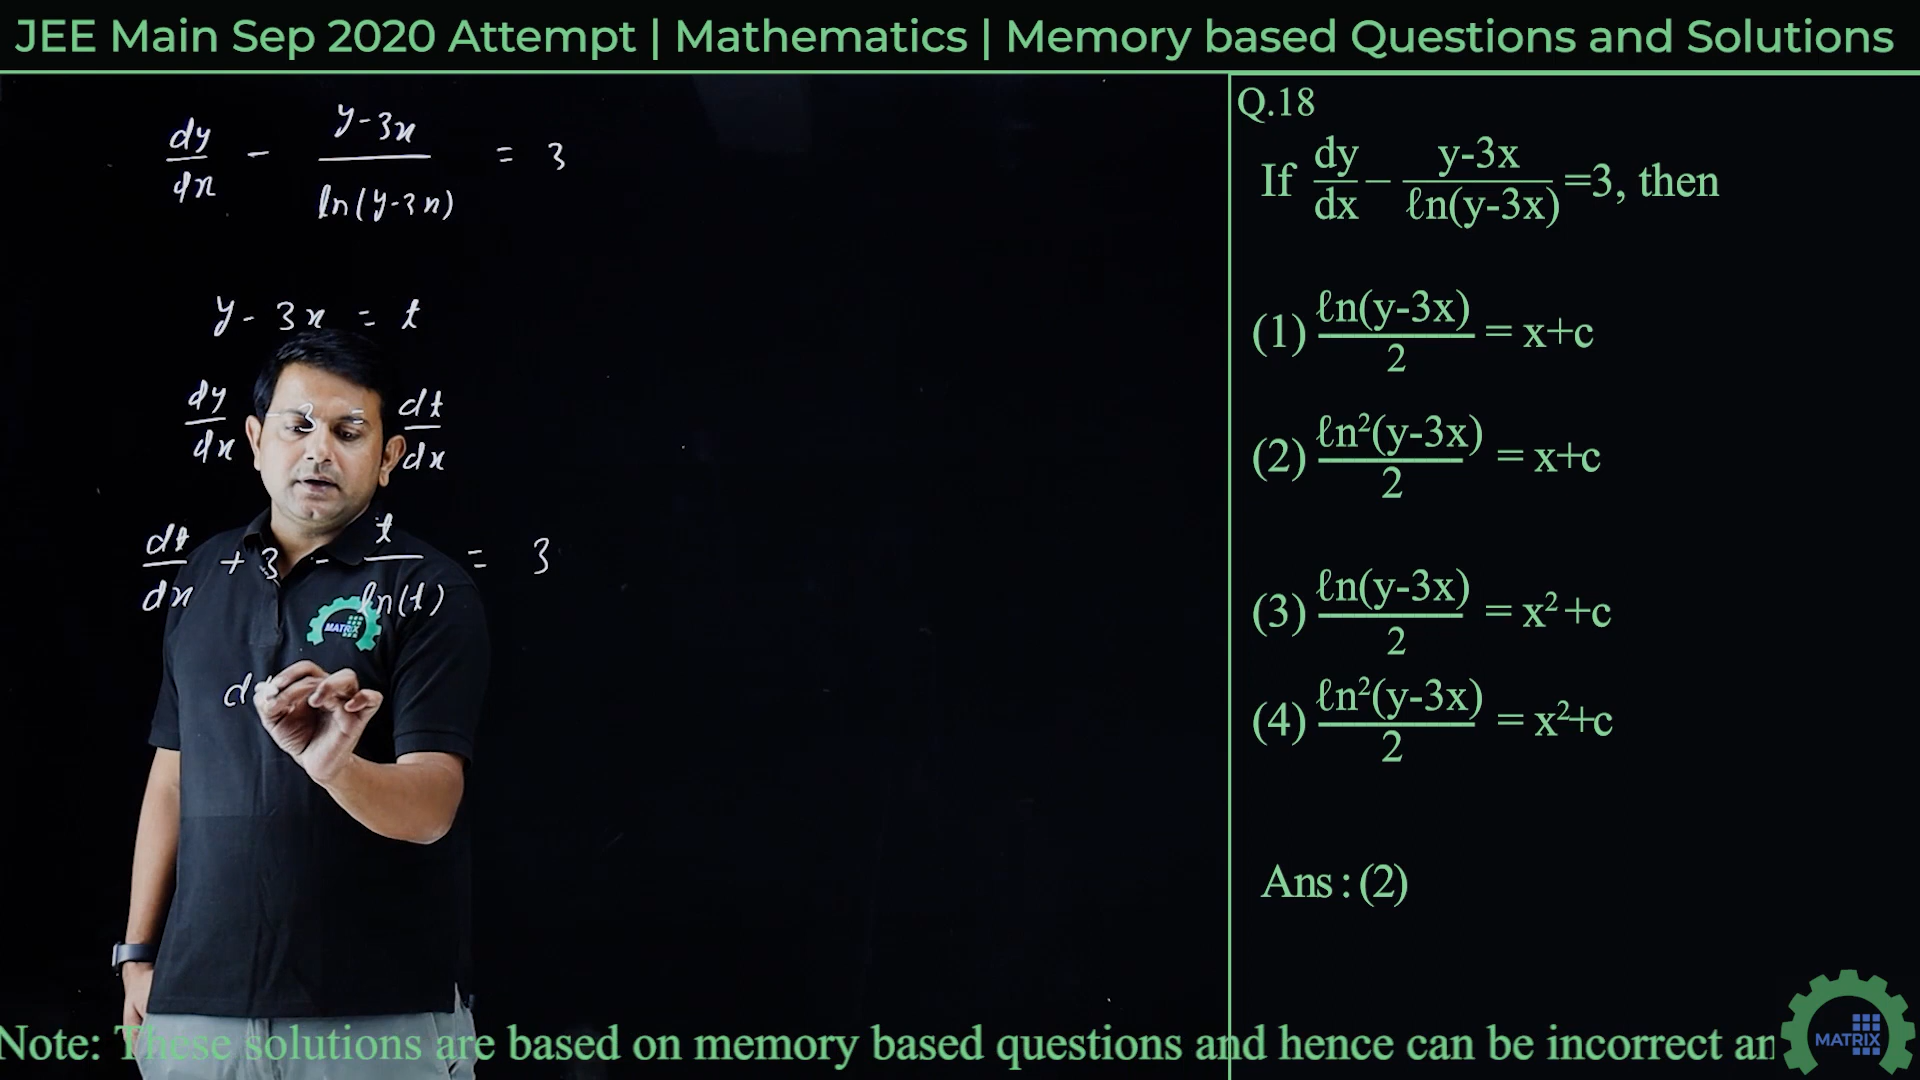 JEE Main Sep 2020 Attempt | Mathematics | Memory based Questions and Solutions
dy/dx - y-3x/ln(y-3x) = 3
y - 3x = t
dy/dx - 3 = dt/dx
dt/dx + 3 - t/ln(t) = 3
MATRIX
Q.18
If dy/dx - y-3x/ℓn(y-3x) =3, then
(1) ℓn(y-3x)/2 = x+c
(2) ℓn²(y-3x)/2 = x+c
(3) ℓn(y-3x)/2 = x²+c
(4) ℓn²(y-3x)/2 = x²+c
Ans : (2)
Note: These solutions are based on memory based questions and hence can be incorrect an
MATRIX